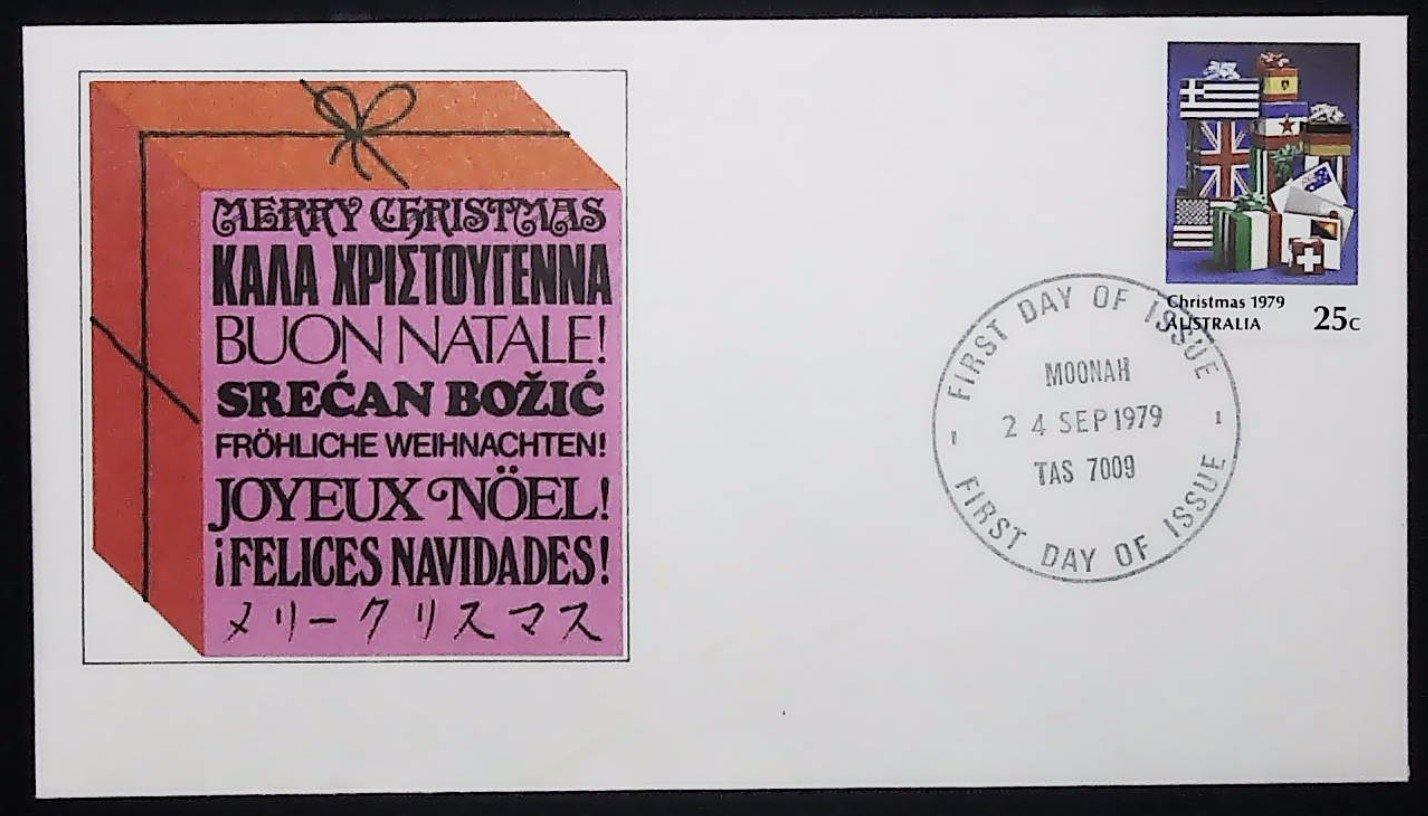 MERRY CHRISTMAS
ΚΑΛΑ ΧΡΙΣΤΟΥΓΕΝΝΑ
BUON NATALE!
SREĆAN BOŽIĆ
FRÖHLICHE WEIHNACHTEN!
JOYEUX NÖEL!
¡FELICES NAVIDADES!
メリークリスマス
Christmas 1979
AUSTRALIA 25c
FIRST DAY OF ISSUE
MOONAH
24 SEP 1979
TAS 7009
FIRST DAY OF ISSUE